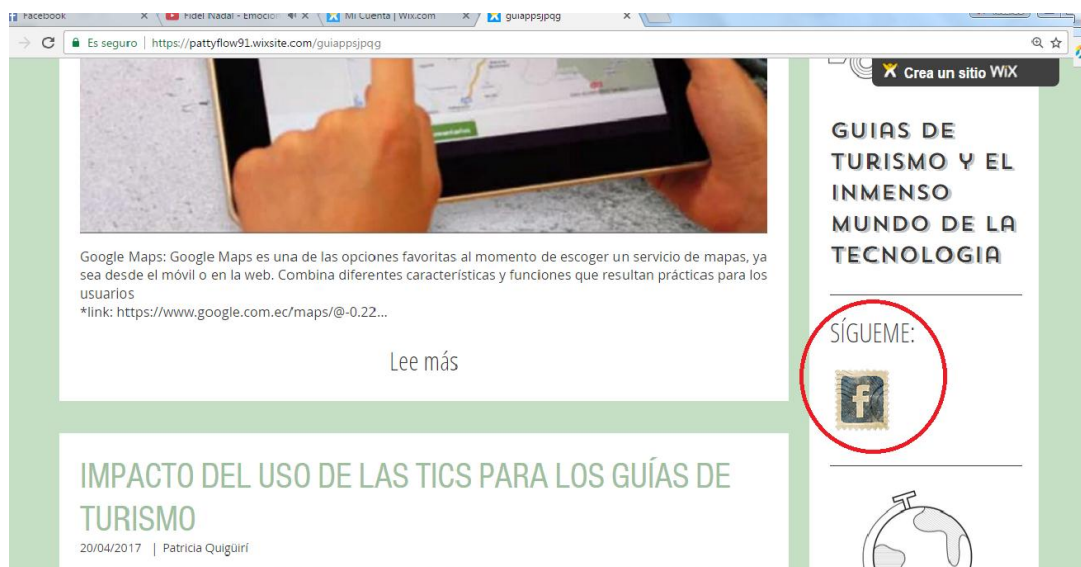 Facebook
Fidel Nadal - Emoción
Mi Cuenta | Wix.com
guiappsjpqg
Es seguro | https://pattyflow91.wixsite.com/guiappsjpqg
Crea un sitio WiX
Google Maps: Google Maps es una de las opciones favoritas al momento de escoger un servicio de mapas, ya
sea desde el móvil o en la web. Combina diferentes características y funciones que resultan prácticas para los
usuarios
*link: https://www.google.com.ec/maps/@-0.22...
Lee más
IMPACTO DEL USO DE LAS TICS PARA LOS GUÍAS DE
TURISMO
20/04/2017 | Patricia Quigüirí
GUIAS DE
TURISMO Y EL
INMENSO
MUNDO DE LA
TECNOLOGIA
SÍGUEME:
f